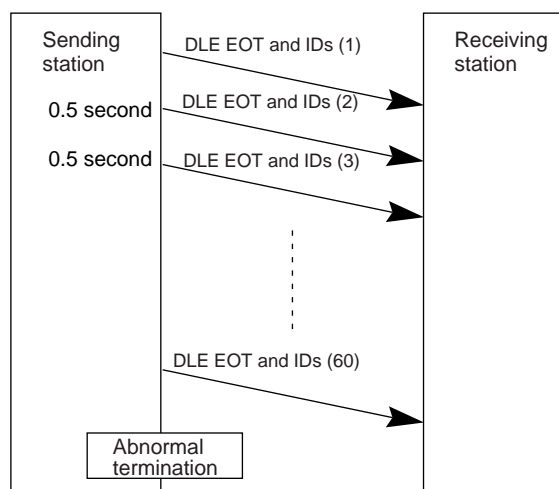 Sending
station
DLE EOT and IDs (1)
Receiving
station
0.5 second
DLE EOT and IDs (2)
0.5 second
DLE EOT and IDs (3)
DLE EOT and IDs (60)
Abnormal
termination